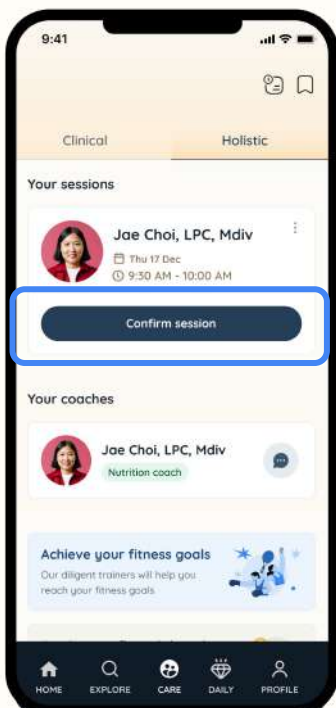 9:41
Clinical Holistic
Your sessions
Jae Choi, LPC, Mdiv
Thu 17 Dec
9:30 AM - 10:00 AM
Confirm session
Your coaches
Jae Choi, LPC, Mdiv
Nutrition coach
Achieve your fitness goals
Our diligent trainers will help you
reach your fitness goals
HOME EXPLORE CARE DAILY PROFILE